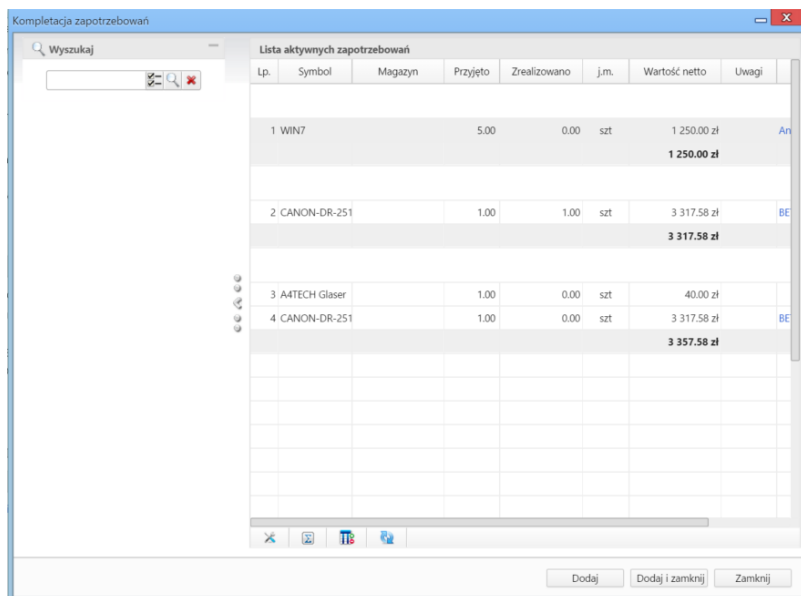 Kompletacja zapotrzebowań
Wyszukaj
Lista aktywnych zapotrzebowań
Lp. Symbol Magazyn Przyjęto Zrealizowano j.m. Wartość netto Uwagi
1 WIN7 5.00 0.00 szt 1 250.00 zł An
1 250.00 zł
2 CANON-DR-251 1.00 1.00 szt 3 317.58 zł BE
3 317.58 zł
3 A4TECH Glaser 1.00 0.00 szt 40.00 zł
4 CANON-DR-251 1.00 0.00 szt 3 317.58 zł BE
3 357.58 zł
Dodaj Dodaj i zamknij Zamknij